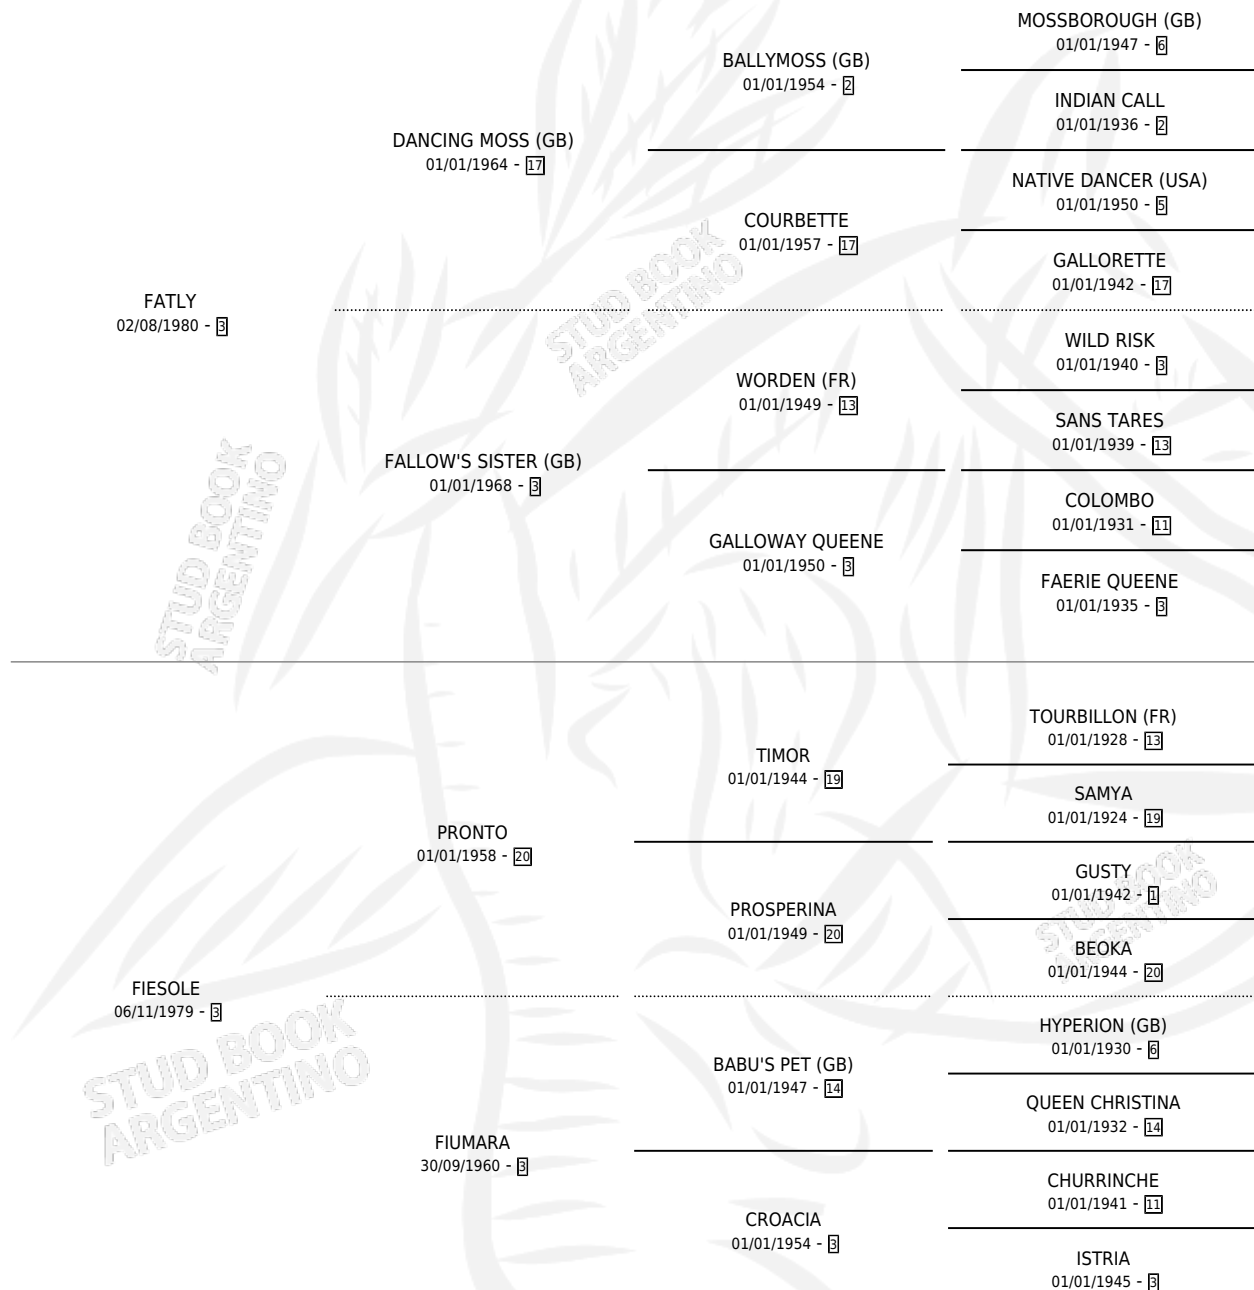 MOSSBOROUGH (GB)
01/01/1947 - 6
BALLYMOSS (GB)
01/01/1954 - 2
INDIAN CALL
01/01/1936 - 2
DANCING MOSS (GB)
01/01/1964 - 17
NATIVE DANCER (USA)
01/01/1950 - 5
COURBETTE
01/01/1957 - 17
GALLORETTE
01/01/1942 - 17
FATLY
02/08/1980 - 3
STUD BOOK
ARGENTINO
WILD RISK
01/01/1940 - 3
WORDEN (FR)
01/01/1949 - 13
SANS TARES
01/01/1939 - 13
FALLOW'S SISTER (GB)
01/01/1968 - 3
COLOMBO
01/01/1931 - 11
GALLOWAY QUEENE
01/01/1950 - 3
FAERIE QUEENE
01/01/1935 - 3
STUD BOOK
ARGENTINO
TOURBILLON (FR)
01/01/1928 - 13
TIMOR
01/01/1944 - 19
SAMYA
01/01/1924 - 19
PRONTO
01/01/1958 - 20
GUSTY
01/01/1942 - 1
PROSPERINA
01/01/1949 - 20
BEOKA
01/01/1944 - 20
STUD BOOK
ARGENTINO
FIESOLE
06/11/1979 - 3
STUD BOOK
ARGENTINO
HYPERION (GB)
01/01/1930 - 6
BABU'S PET (GB)
01/01/1947 - 14
QUEEN CHRISTINA
01/01/1932 - 14
FIUMARA
30/09/1960 - 3
CHURRINCHE
01/01/1941 - 11
CROACIA
01/01/1954 - 3
ISTRIA
01/01/1945 - 3